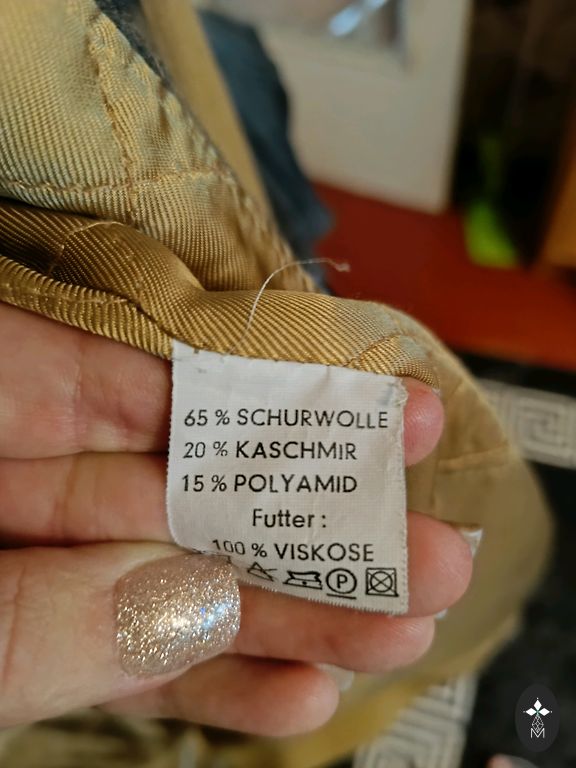 65 % SCHURWOLLE
20 % KASCHMIR
15 % POLYAMID
Futter :
100 % VISKOSE
P
M